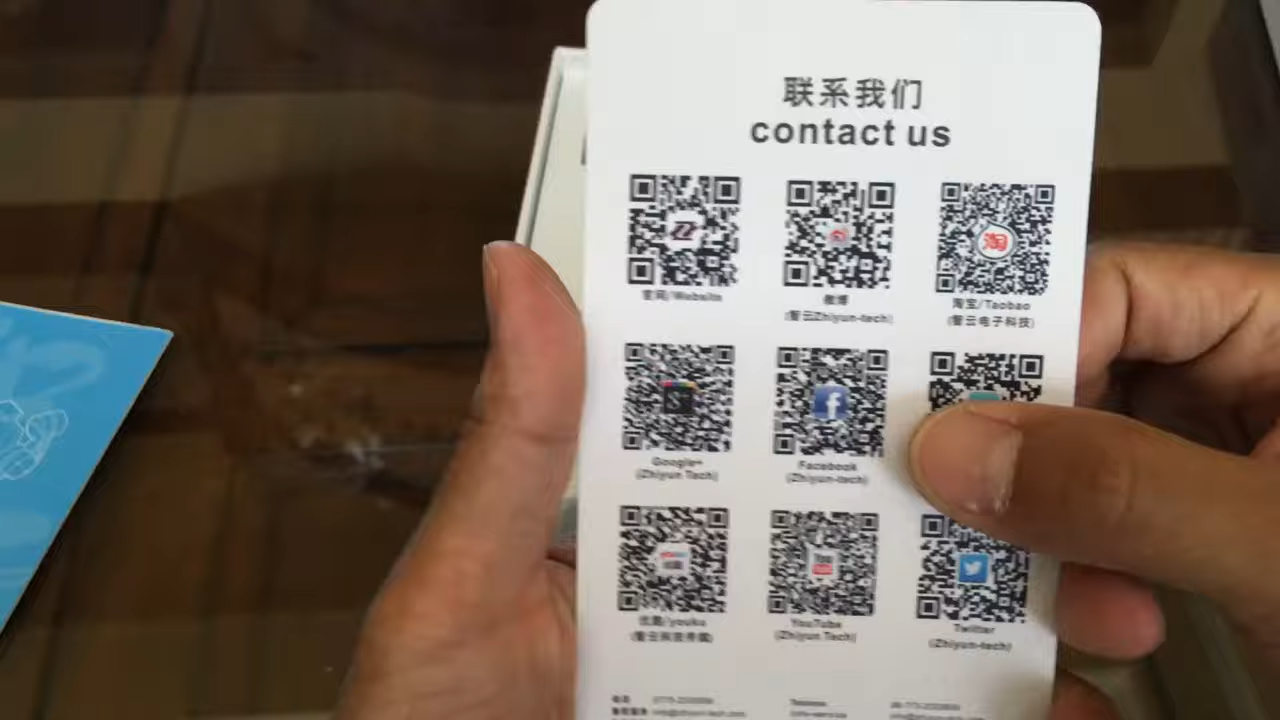 联系我们
contact us
官网/Website
微博
(智云Zhiyun-tech)
淘宝/Taobao
(智云电子科技)
淘
Google+
(Zhiyun Tech)
f
Facebook
(Zhiyun-tech)
优酷/youku
You
YouTube
(Zhiyun Tech)
Twitter
(Zhiyun-tech)